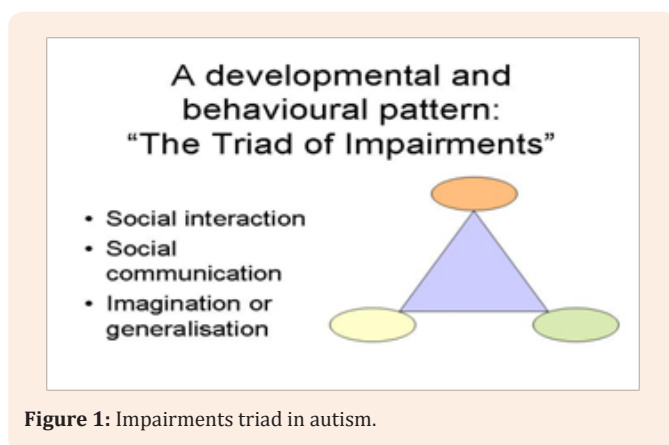 A developmental and
behavioural pattern:
“The Triad of Impairments”
• Social interaction
• Social
communication
• Imagination or
generalisation
Figure 1: Impairments triad in autism.